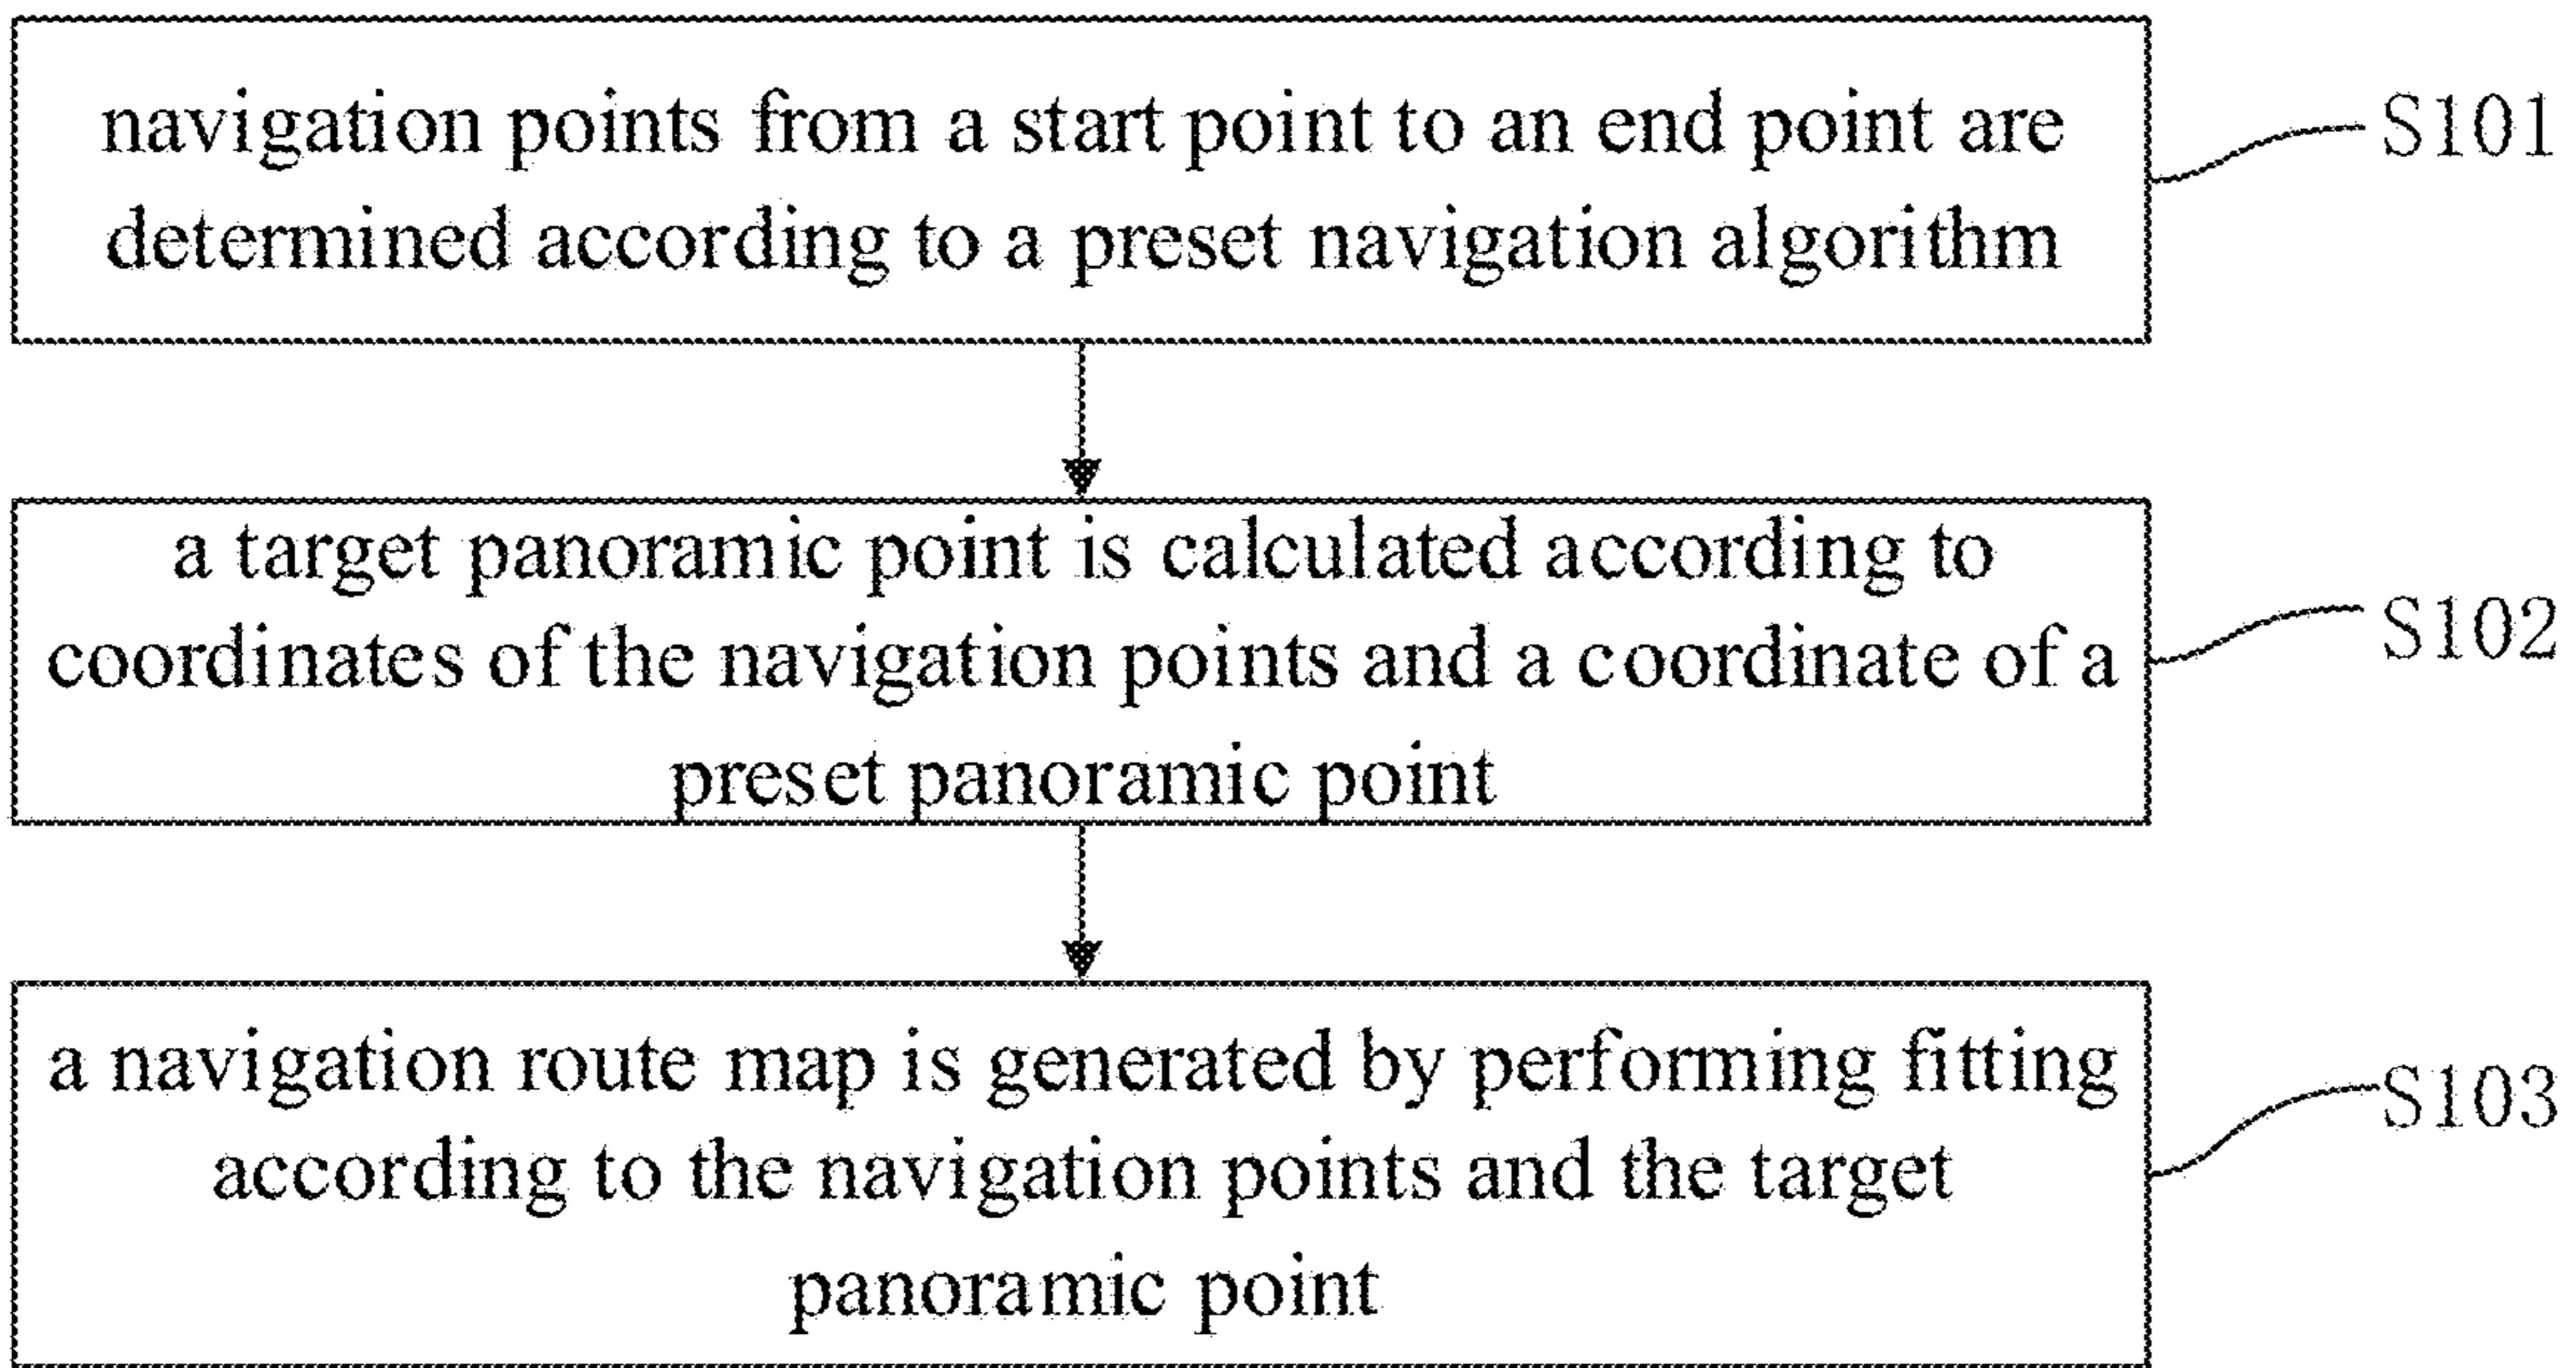 navigation points from a start point to an end point are
determined according to a preset navigation algorithm
S101
a target panoramic point is calculated according to
coordinates of the navigation points and a coordinate of a
preset panoramic point
S102
a navigation route map is generated by performing fitting
according to the navigation points and the target
panoramic point
S103